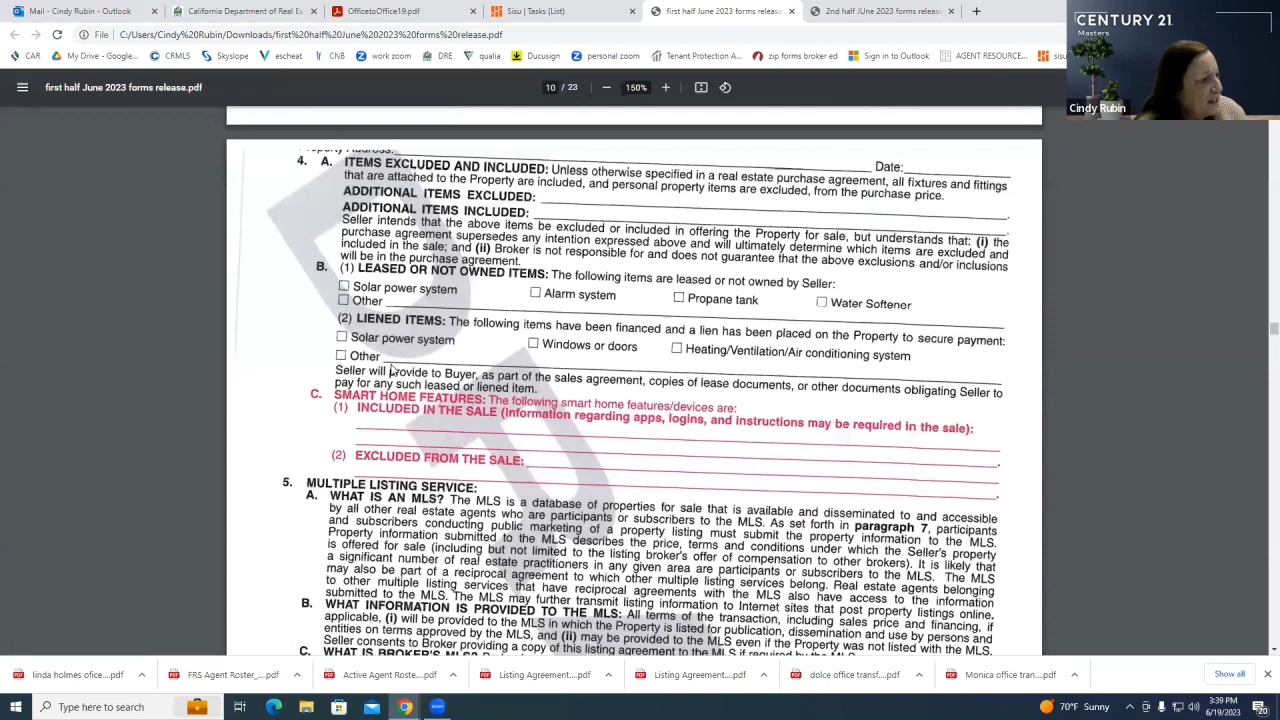 Mail - Cindy Rubin - Outlook
California Department of Real Est
OfficetoOffice19.pdf
Sisu | Tasks (List)
first half June 2023 forms release
2nd half JUne 2023 forms release
File
C:/Users/Cindy%20Rubin/Downloads/first%20half%20June%20%202023%20forms%20release.pdf
CAR
My Drive - Google...
CRMLS
Skyslope
escheat
CNB
work zoom
DRE
qualia
Ducusign
personal zoom
Tenant Protection A...
zip forms broker ed
Sign in to Outlook
AGENT RESOURCE...
sisu
CENTURY 21.
Masters
Cindy Rubin
first half June 2023 forms release.pdf
10 / 23
150%
Date:
4. A. ITEMS EXCLUDED AND INCLUDED: Unless otherwise specified in a real estate purchase agreement, all fixtures and fittings
that are attached to the Property are included, and personal property items are excluded, from the purchase price.
ADDITIONAL ITEMS EXCLUDED:
ADDITIONAL ITEMS INCLUDED:
Seller intends that the above items be excluded or included in offering the Property for sale, but understands that: (i) the
purchase agreement supersedes any intention expressed above and will ultimately determine which items are excluded and
included in the sale; and (ii) Broker is not responsible for and does not guarantee that the above exclusions and/or inclusions
will be in the purchase agreement.
B. (1) LEASED OR NOT OWNED ITEMS: The following items are leased or not owned by Seller:
Solar power system
Alarm system
Propane tank
Water Softener
Other
(2) LIENED ITEMS: The following items have been financed and a lien has been placed on the Property to secure payment:
Solar power system
Windows or doors
Heating/Ventilation/Air conditioning system
Other
Seller will provide to Buyer, as part of the sales agreement, copies of lease documents, or other documents obligating Seller to
pay for any such leased or liened item.
C. SMART HOME FEATURES: The following smart home features/devices are:
(1) INCLUDED IN THE SALE (information regarding apps, logins, and instructions may be required in the sale):
(2) EXCLUDED FROM THE SALE:
5. MULTIPLE LISTING SERVICE:
A. WHAT IS AN MLS? The MLS is a database of properties for sale that is available and disseminated to and accessible
by all other real estate agents who are participants or subscribers to the MLS. As set forth in paragraph 7, participants
and subscribers conducting public marketing of a property listing must submit the property information to the MLS.
Property information submitted to the MLS describes the price, terms and conditions under which the Seller's property
is offered for sale (including but not limited to the listing broker's offer of compensation to other brokers). It is likely that
a significant number of real estate practitioners in any given area are participants or subscribers to the MLS. The MLS
may also be part of a reciprocal agreement to which other multiple listing services belong. Real estate agents belonging
to other multiple listing services that have reciprocal agreements with the MLS also have access to the information
submitted to the MLS. The MLS may further transmit listing information to Internet sites that post property listings online.
B. WHAT INFORMATION IS PROVIDED TO THE MLS: All terms of the transaction, including sales price and financing, if
applicable, (i) will be provided to the MLS in which the Property is listed for publication, dissemination and use by persons and
entities on terms approved by the MLS, and (ii) may be provided to the MLS even if the Property was not listed with the MLS.
Seller consents to Broker providing a copy of this listing agreement to the MLS if required by the MLS.
C. WHAT IS BROKER'S MLS?
linda holmes ofice....pdf
FRS.Agent Roster_....pdf
Active Agent Roste....pdf
Listing Agreement....pdf
Listing Agreement....pdf
dolce office transf....pdf
Monica office tran....pdf
Show all
Type here to search
70°F Sunny
3:39 PM
6/19/2023
20